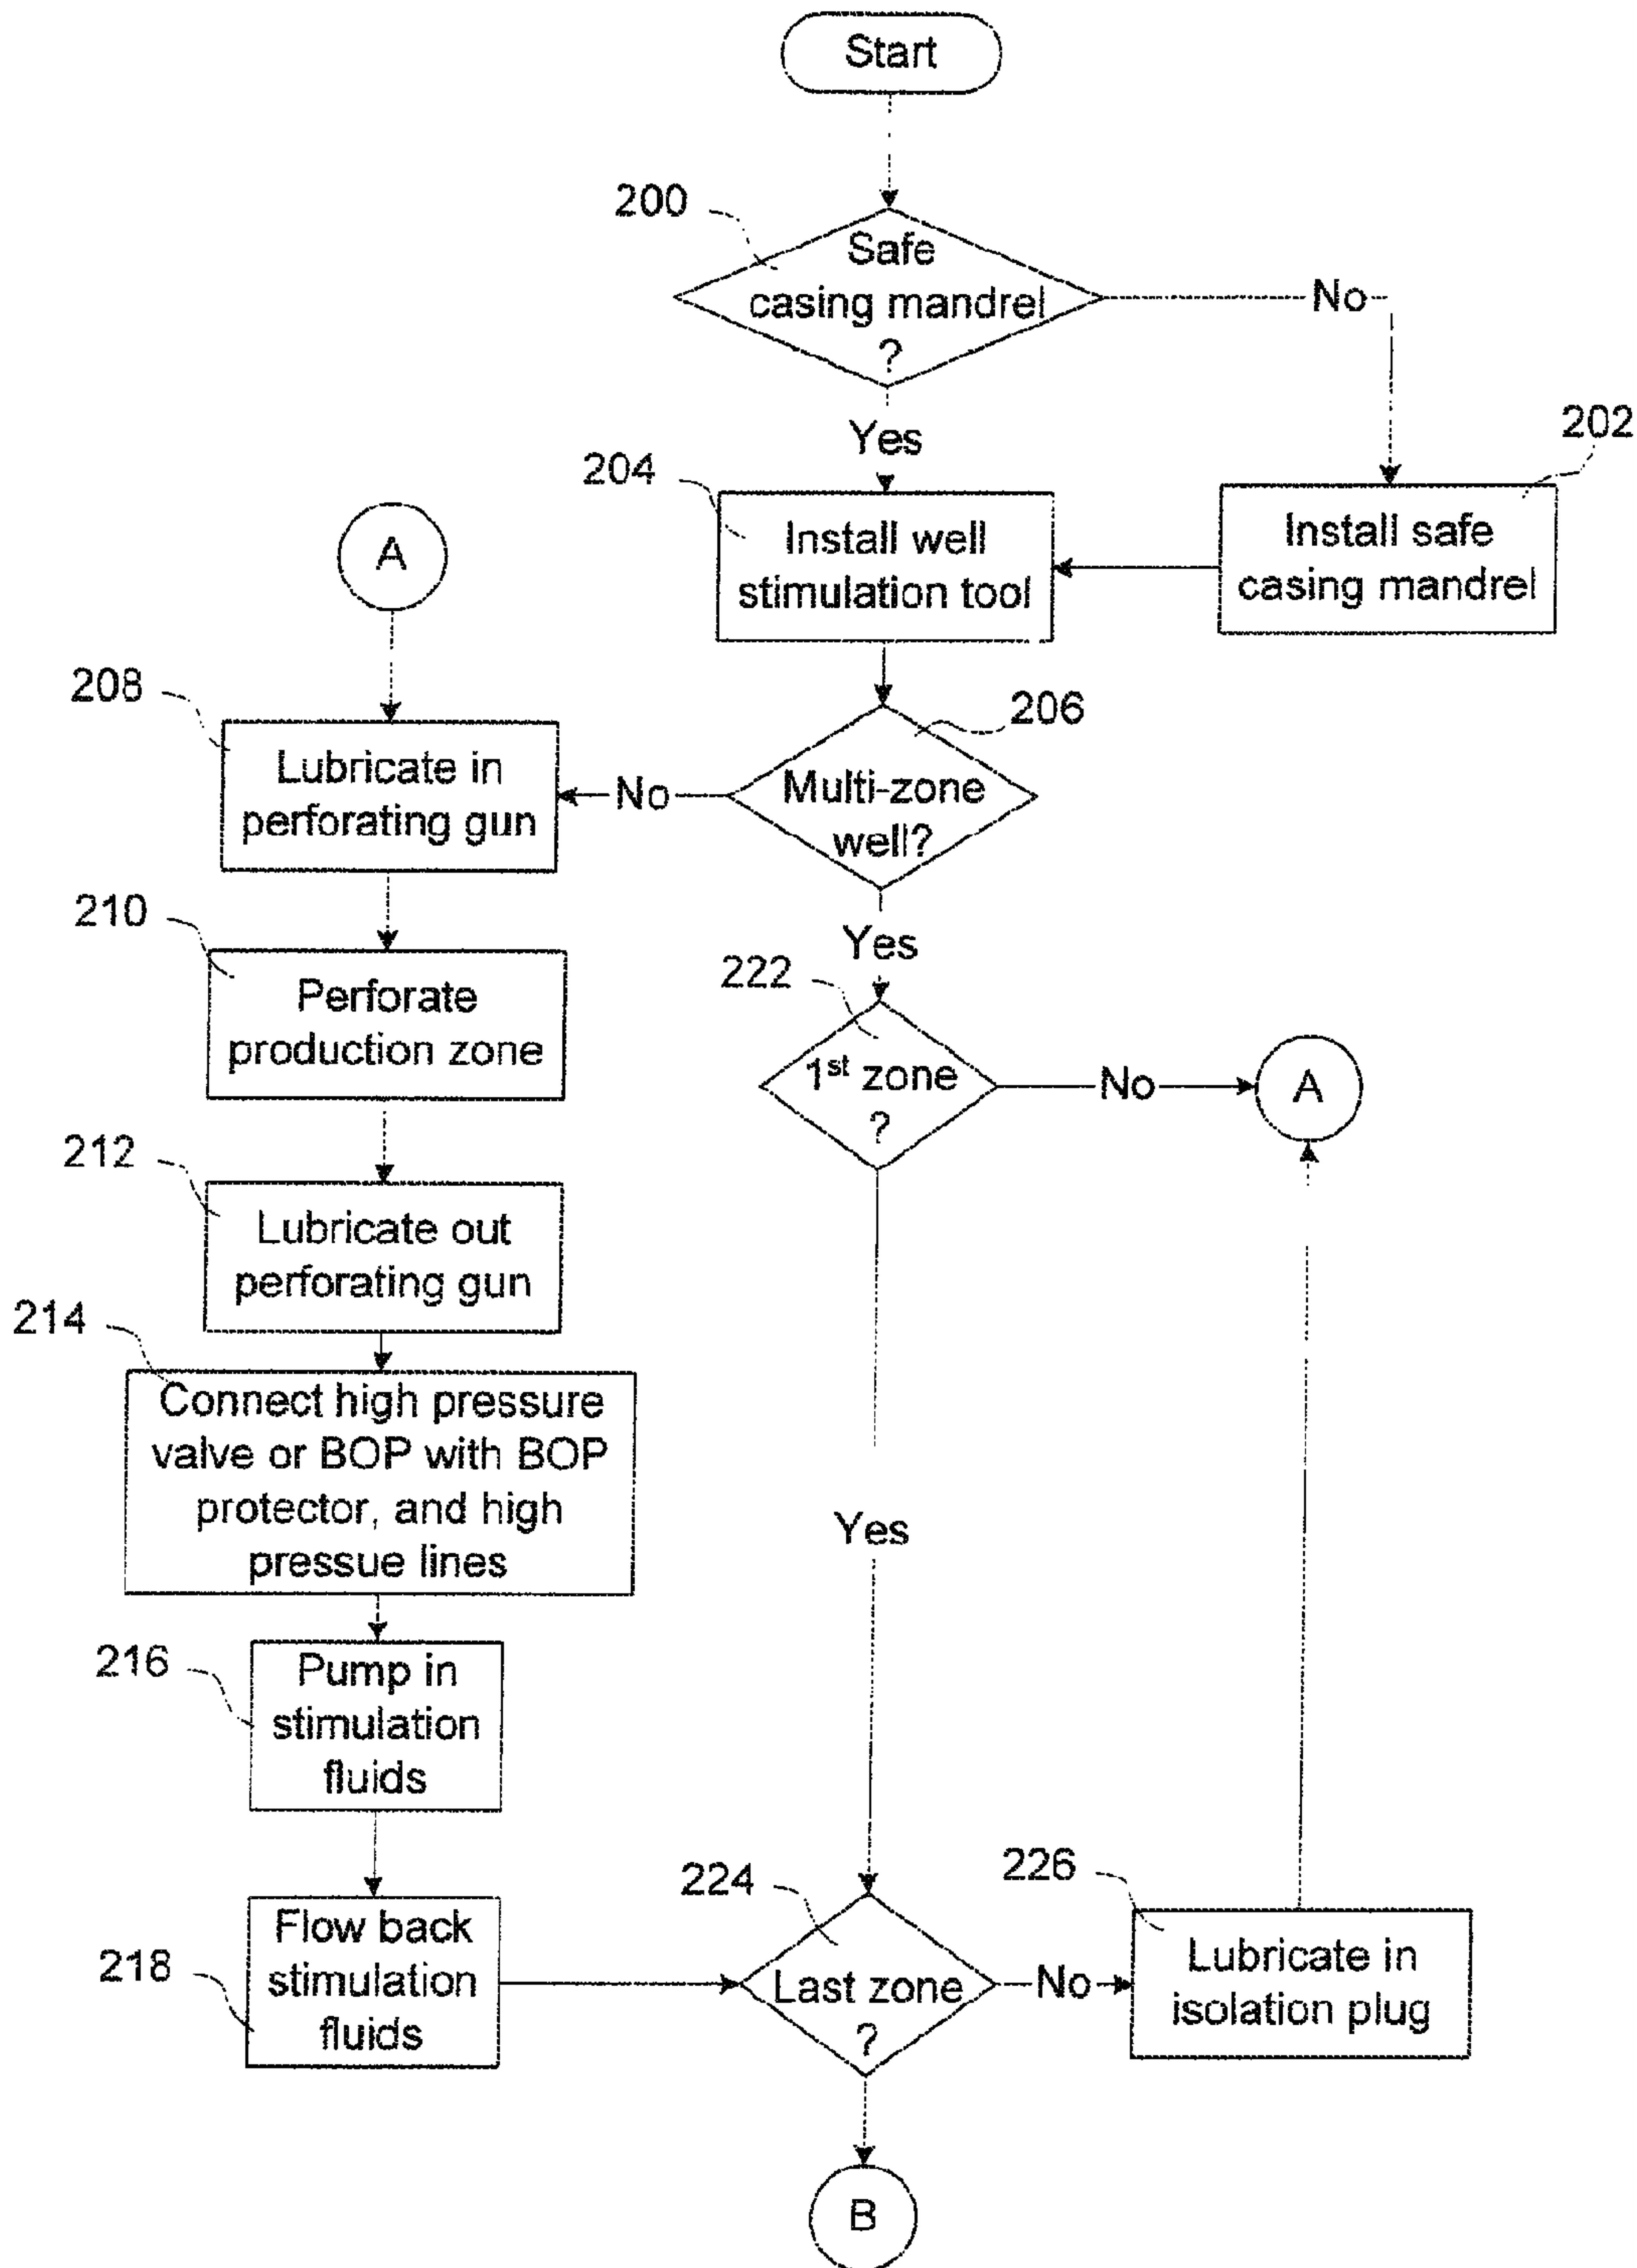 Start
200
Safe
casing mandrel
?
No
Yes
202
204
Install well
stimulation tool
Install safe
casing mandrel
A
208
206
Lubricate in
perforating gun
No
Multi-zone
well?
210
Yes
222
Perforate
production zone
1st zone
?
No
A
212
Lubricate out
perforating gun
214
Connect high pressure
valve or BOP with BOP
protector, and high
pressue lines
Yes
216
Pump in
stimulation
fluids
224
226
218
Flow back
stimulation
fluids
Last zone
?
No
Lubricate in
isolation plug
B